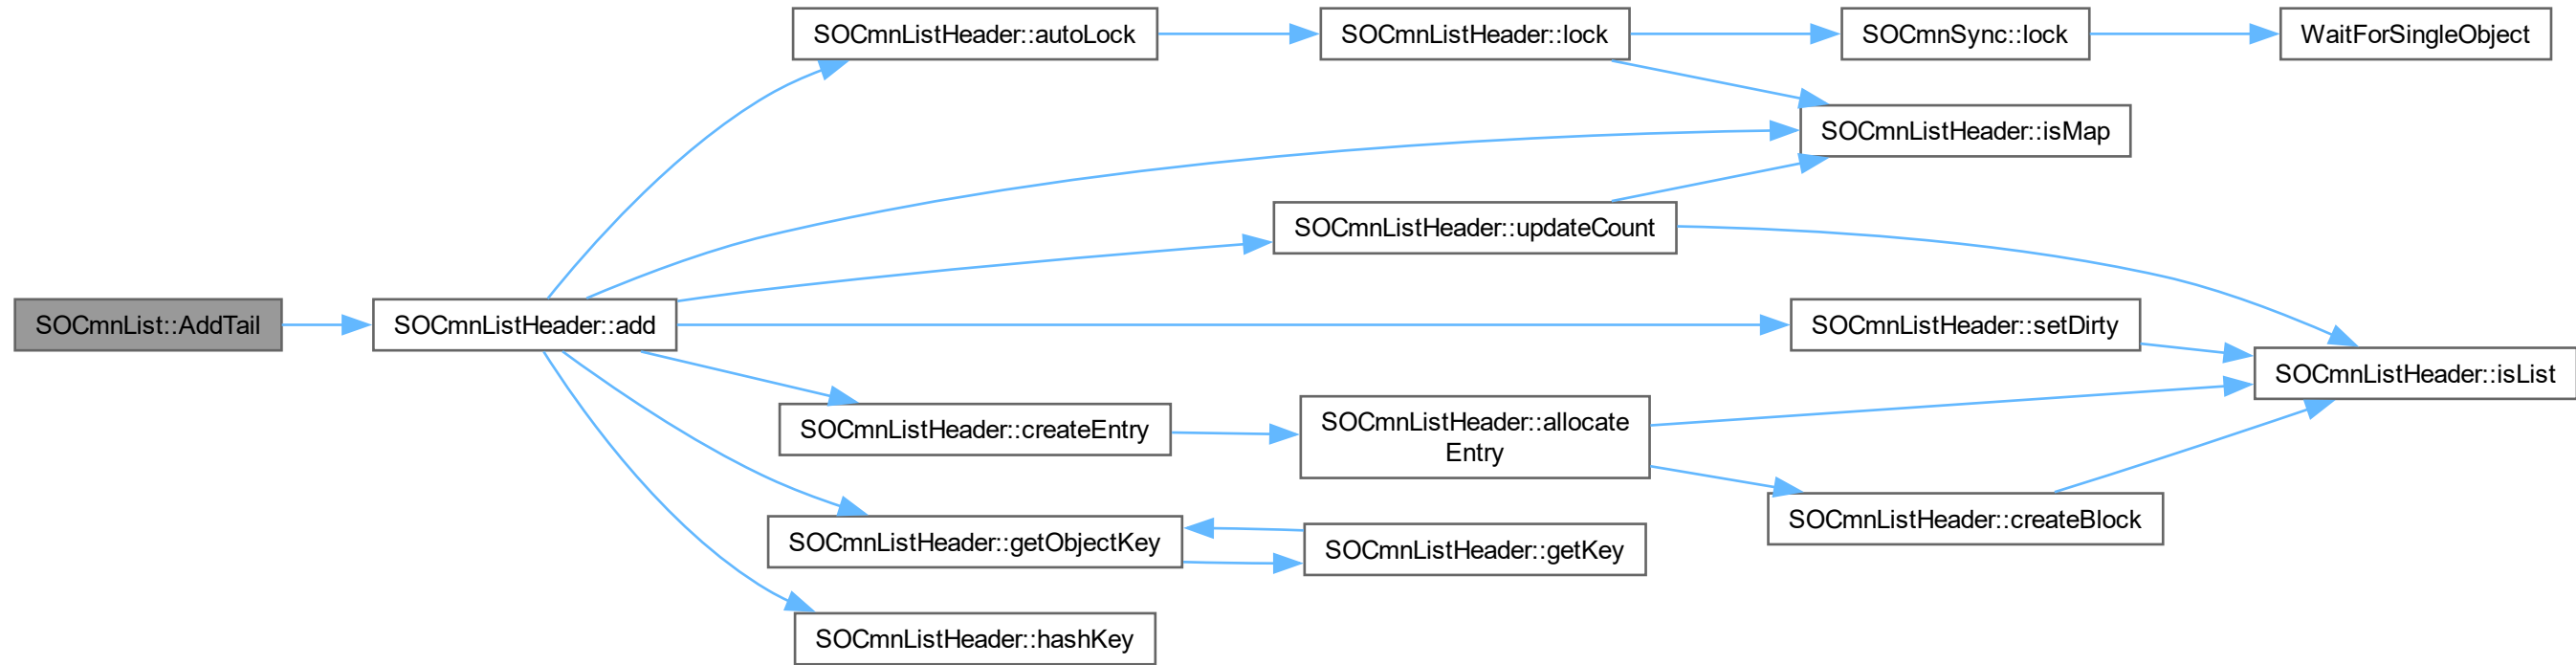 SOCmnListHeader::autoLock
SOCmnListHeader::lock
SOCmnSync::lock
WaitForSingleObject
SOCmnListHeader::isMap
SOCmnListHeader::updateCount
SOCmnList::AddTail
SOCmnListHeader::add
SOCmnListHeader::setDirty
SOCmnListHeader::isList
SOCmnListHeader::createEntry
SOCmnListHeader::allocate
Entry
SOCmnListHeader::createBlock
SOCmnListHeader::getObjectKey
SOCmnListHeader::getKey
SOCmnListHeader::hashKey